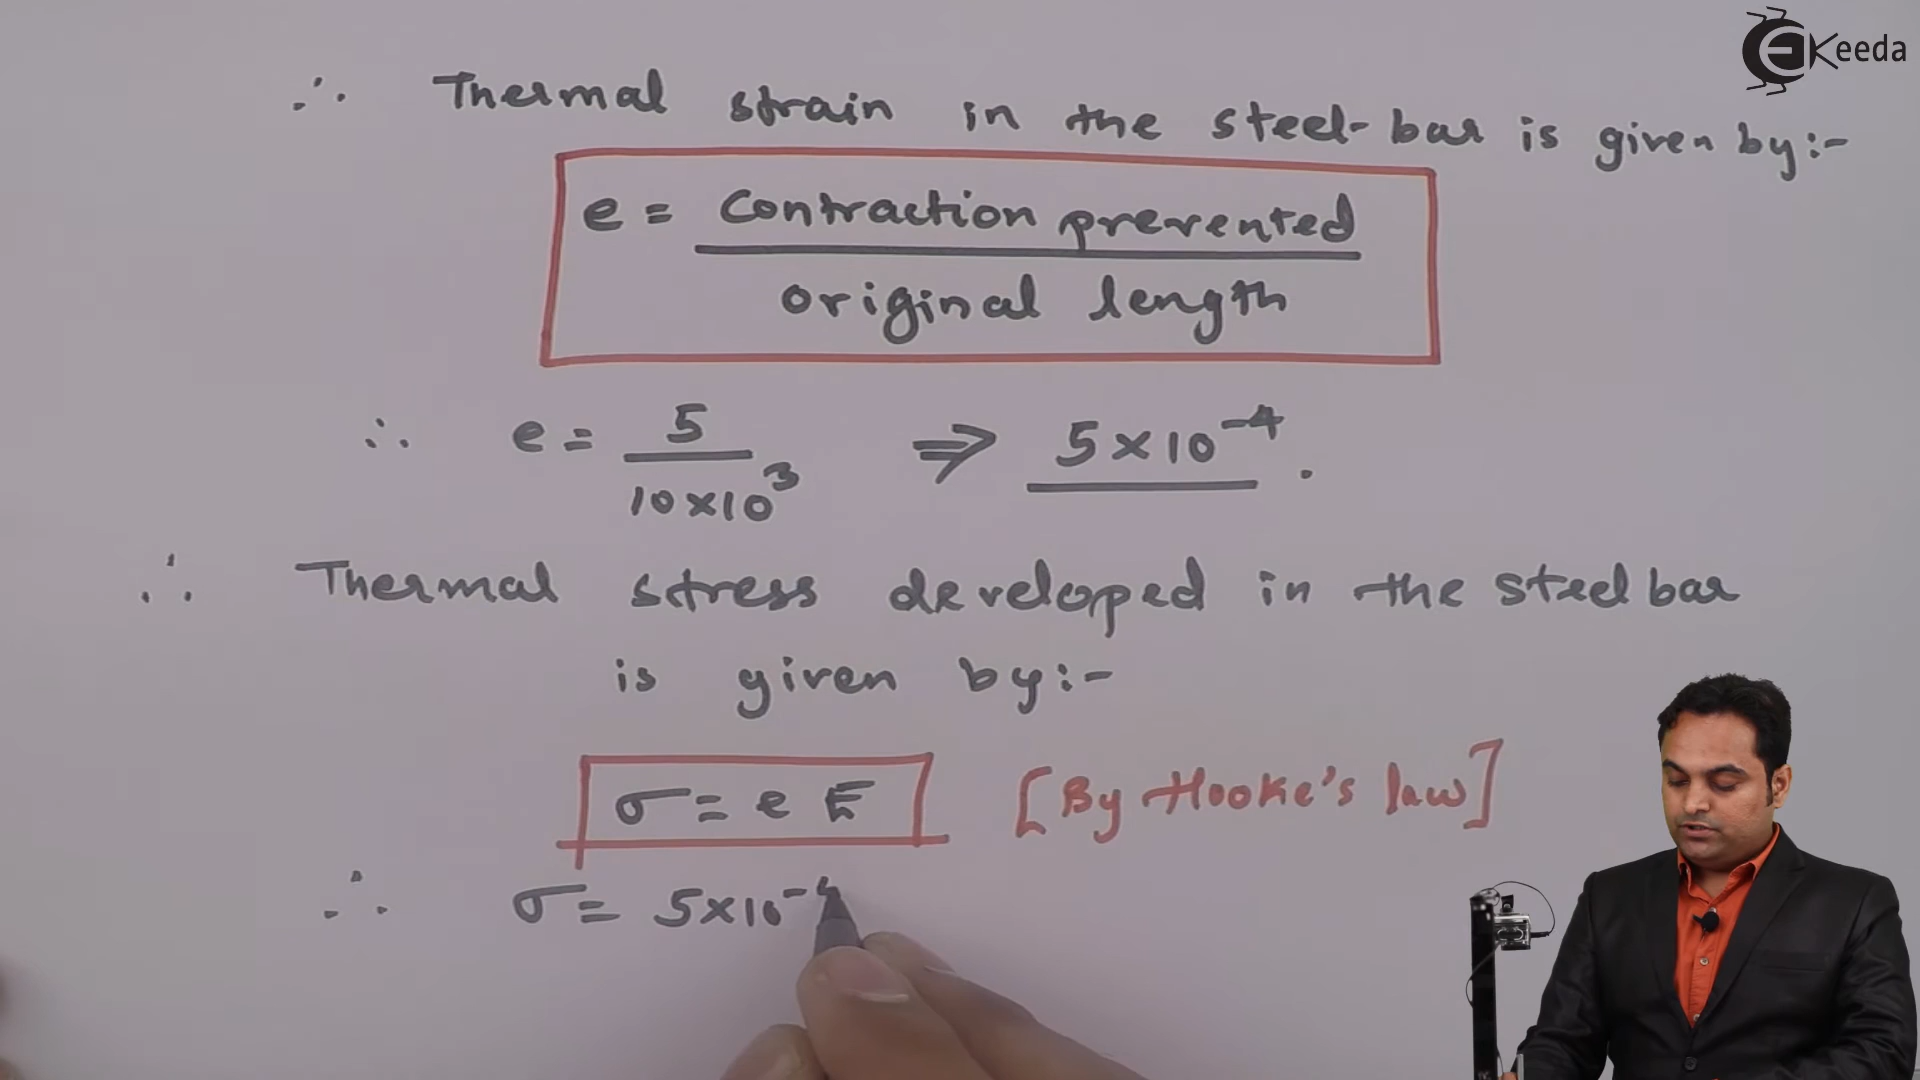 eKeeda
∴ Thermal strain in the steel-bar is given by:-
e = Contraction prevented
original length
∴ e = 5 / 10×10³ ⇒ 5×10⁻⁴.
∴ Thermal stress developed in the steel bar
is given by:-
σ = e E [By Hooke's law]
∴ σ = 5×10⁻⁴